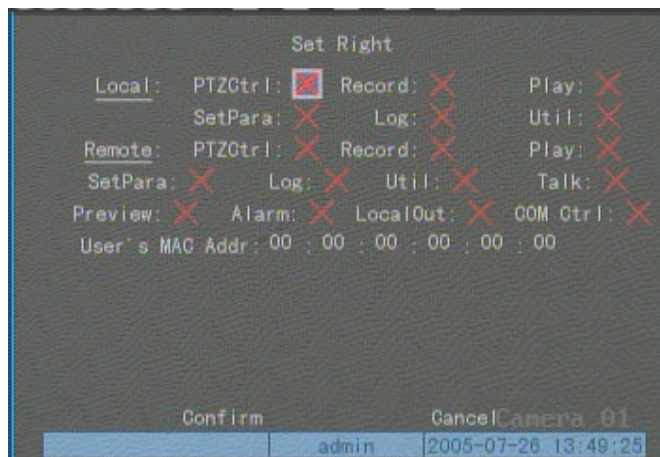 Set Right
Local: PTZCtrl: Record: Play:
SetPara: Log: Util:
Remote: PTZCtrl: Record: Play:
SetPara: Log: Util: Talk:
Preview: Alarm: LocalOut: COM Ctrl:
User's MAC Addr: 00 : 00 : 00 : 00 : 00 : 00
Confirm Cancel Camera 01
admin 2005-07-26 13:49:25